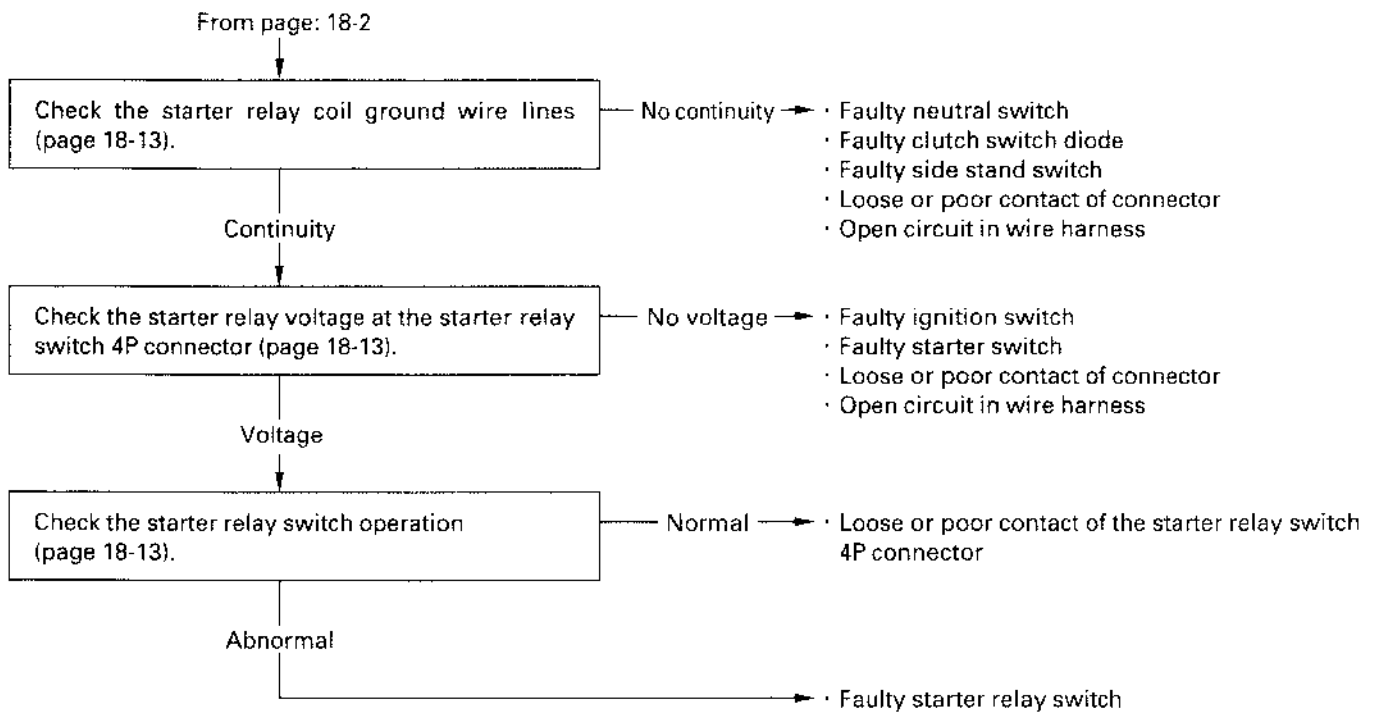 From page: 18-2
Check the starter relay coil ground wire lines
(page 18-13).
No continuity
· Faulty neutral switch
· Faulty clutch switch diode
· Faulty side stand switch
· Loose or poor contact of connector
· Open circuit in wire harness
Continuity
Check the starter relay voltage at the starter relay
switch 4P connector (page 18-13).
No voltage
· Faulty ignition switch
· Faulty starter switch
· Loose or poor contact of connector
· Open circuit in wire harness
Voltage
Check the starter relay switch operation
(page 18-13).
Normal
· Loose or poor contact of the starter relay switch
4P connector
Abnormal
· Faulty starter relay switch